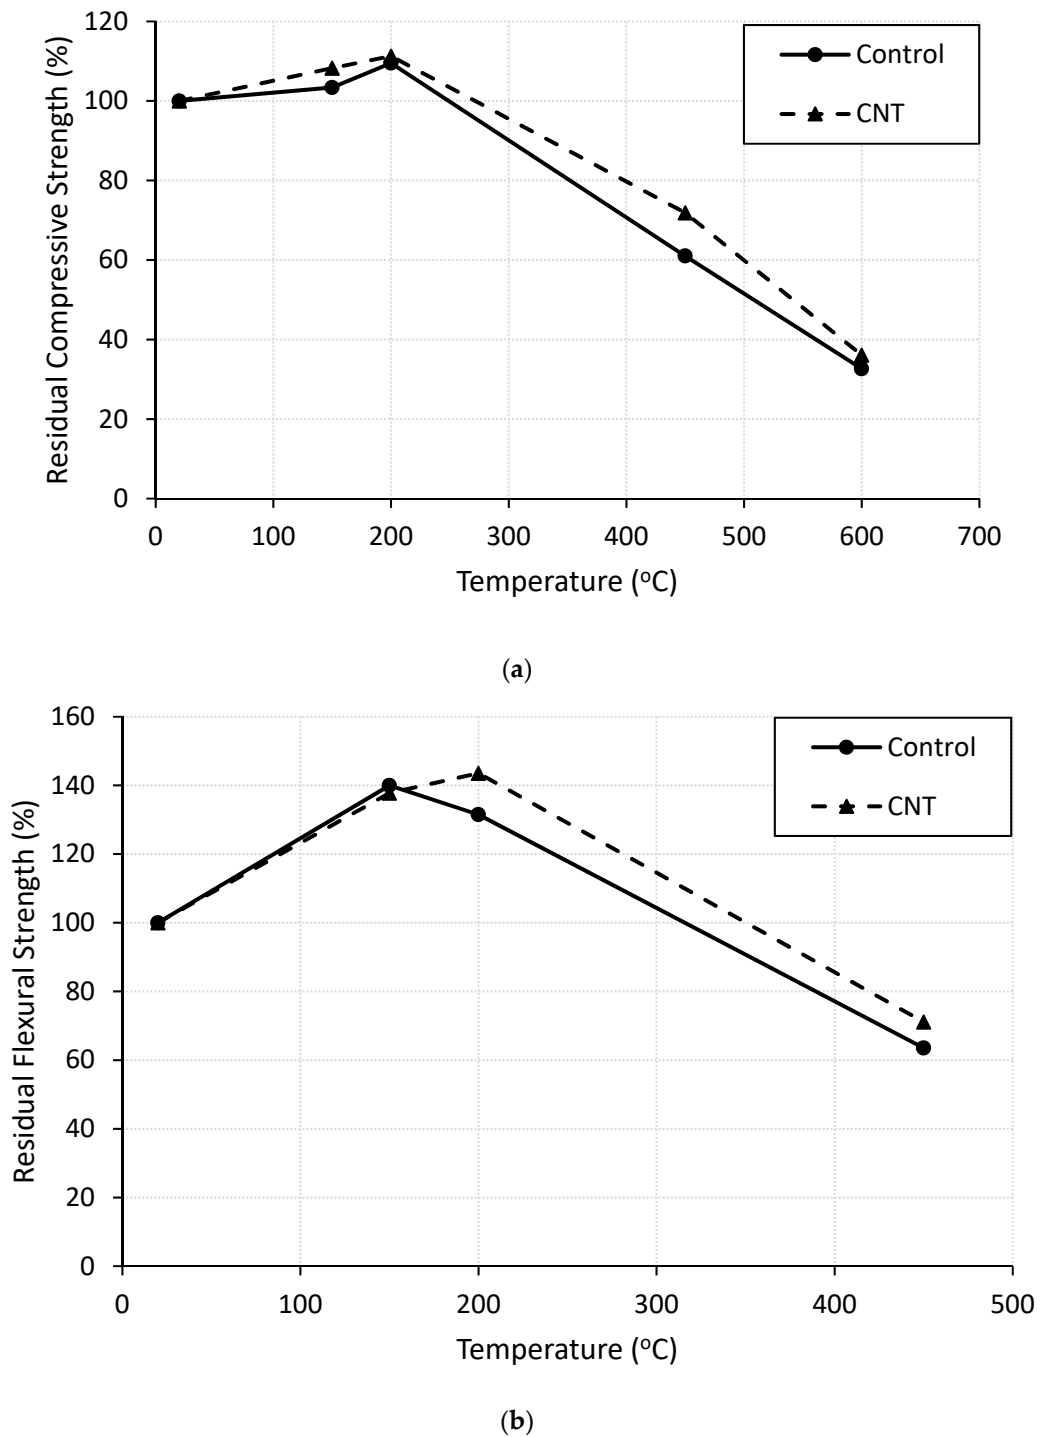 Residual Compressive Strength (%)
120
100
80
60
40
20
0
0 100 200 300 400 500 600 700
Temperature (°C)
Control
CNT
(a)
Residual Flexural Strength (%)
160
140
120
100
80
60
40
20
0
0 100 200 300 400 500
Temperature (°C)
Control
CNT
(b)